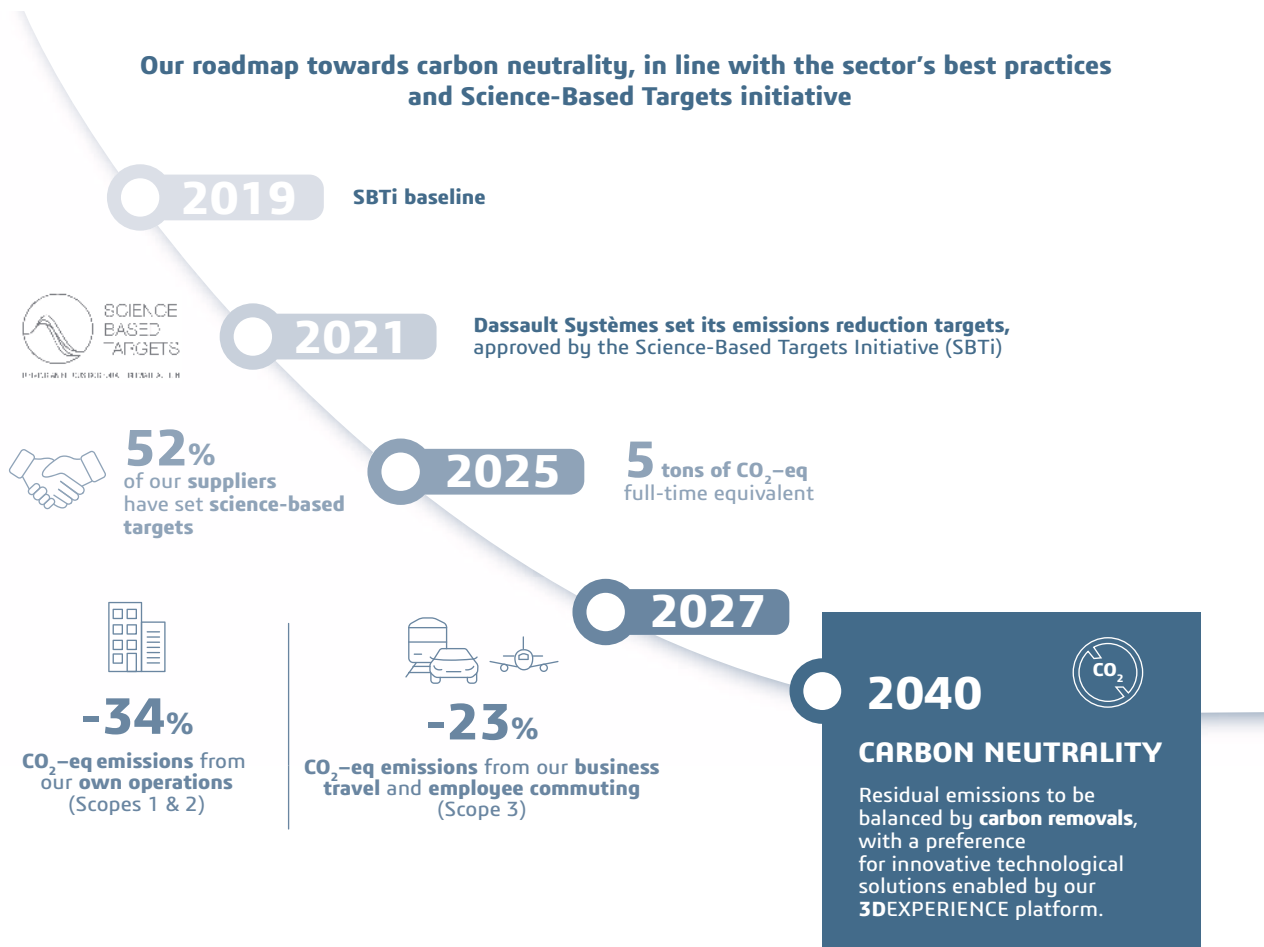 Our roadmap towards carbon neutrality, in line with the sector's best practices
and Science-Based Targets initiative
2019
SBTi baseline
SCIENCE
BASED
TARGETS
2021
Dassault Systèmes set its emissions reduction targets,
approved by the Science-Based Targets Initiative (SBTi)
52%
of our suppliers
have set science-based
targets
2025
5 tons of CO₂–eq
full-time equivalent
2027
-34%
CO₂–eq emissions from
our own operations
(Scopes 1 & 2)
-23%
CO₂–eq emissions from our business
travel and employee commuting
(Scope 3)
2040
CO₂
CARBON NEUTRALITY
Residual emissions to be
balanced by carbon removals,
with a preference
for innovative technological
solutions enabled by our
3DEXPERIENCE platform.